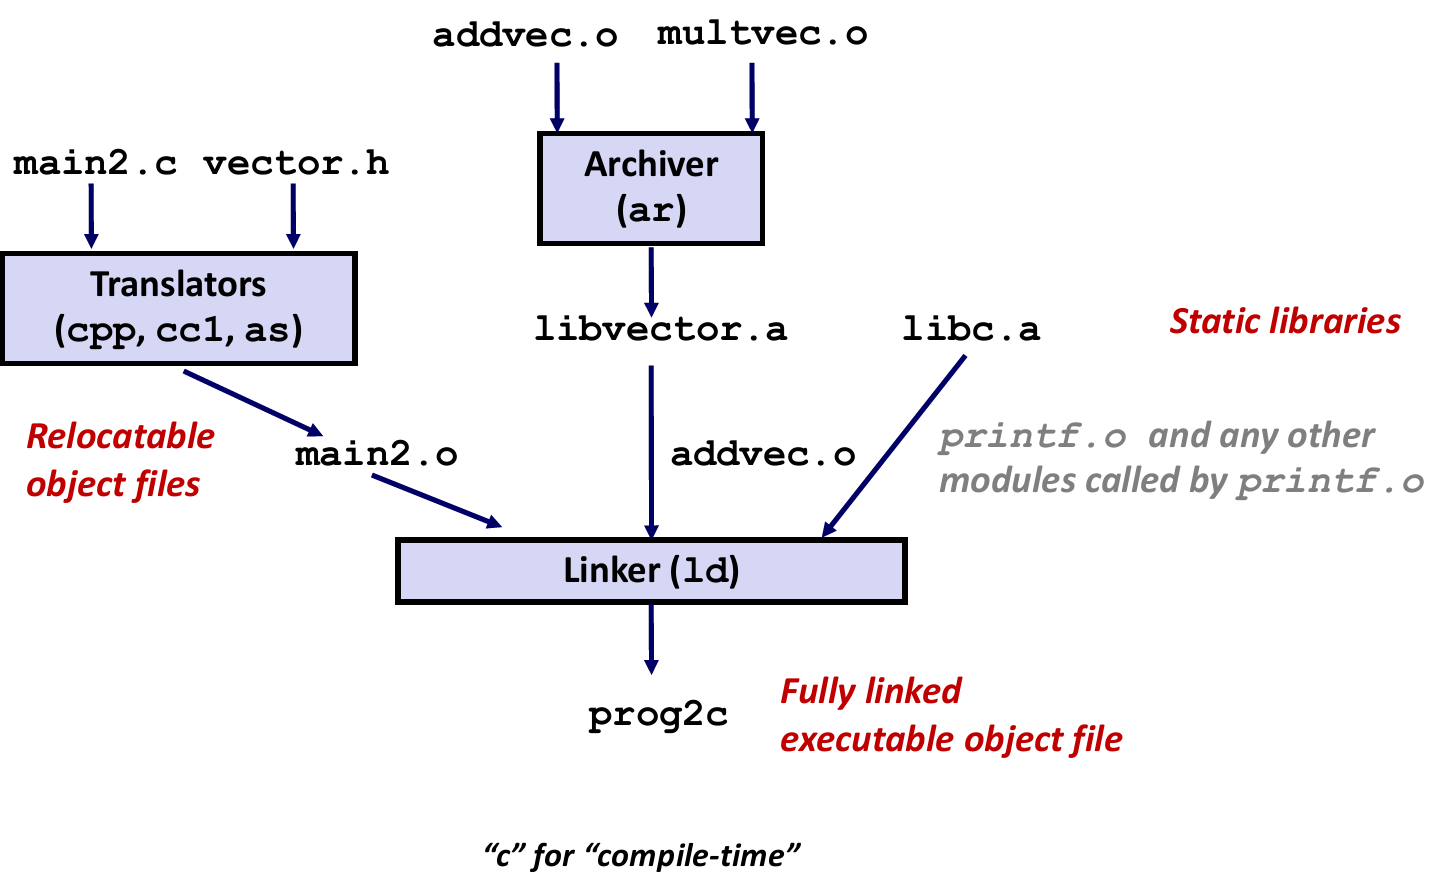 addvec.o multvec.o
main2.c vector.h
Archiver
(ar)
Translators
(cpp, cc1, as)
libvector.a
libc.a
Static libraries
Relocatable
object files
main2.o
addvec.o
printf.o and any other
modules called by printf.o
Linker (ld)
prog2c
Fully linked
executable object file
“c” for “compile-time”